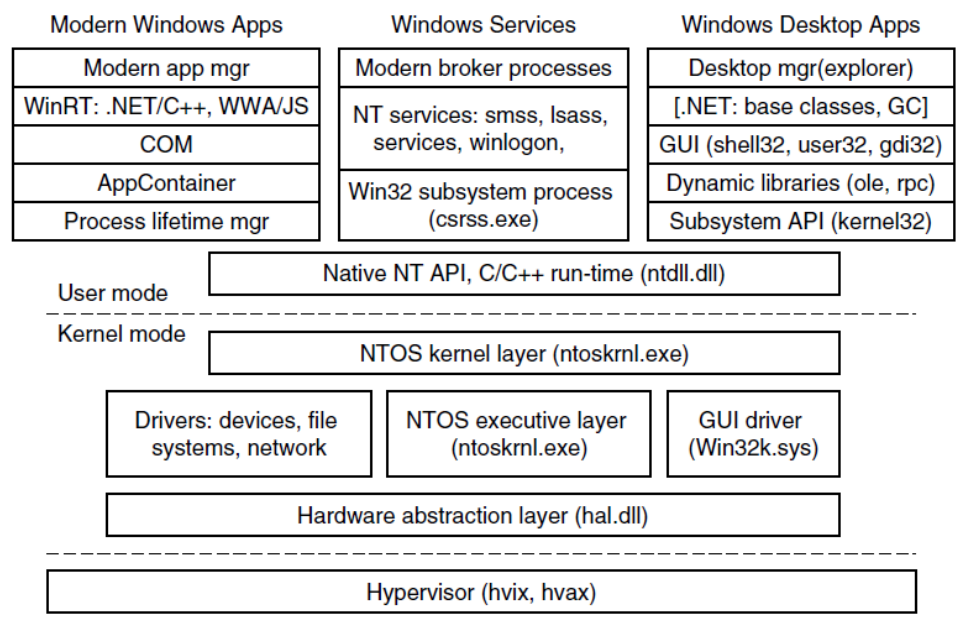 Modern Windows Apps
Modern app mgr
WinRT: .NET/C++, WWA/JS
COM
AppContainer
Process lifetime mgr
Windows Services
Modern broker processes
NT services: smss, lsass,
services, winlogon,
Win32 subsystem process
(csrss.exe)
Windows Desktop Apps
Desktop mgr(explorer)
[.NET: base classes, GC]
GUI (shell32, user32, gdi32)
Dynamic libraries (ole, rpc)
Subsystem API (kernel32)
Native NT API, C/C++ run-time (ntdll.dll)
User mode
Kernel mode
NTOS kernel layer (ntoskrnl.exe)
Drivers: devices, file
systems, network
NTOS executive layer
(ntoskrnl.exe)
GUI driver
(Win32k.sys)
Hardware abstraction layer (hal.dll)
Hypervisor (hvix, hvax)